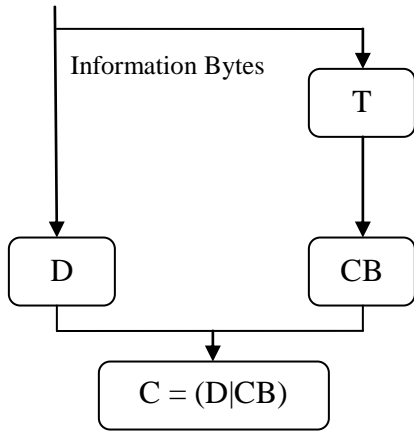 Information Bytes
T
D
CB
C = (D|CB)